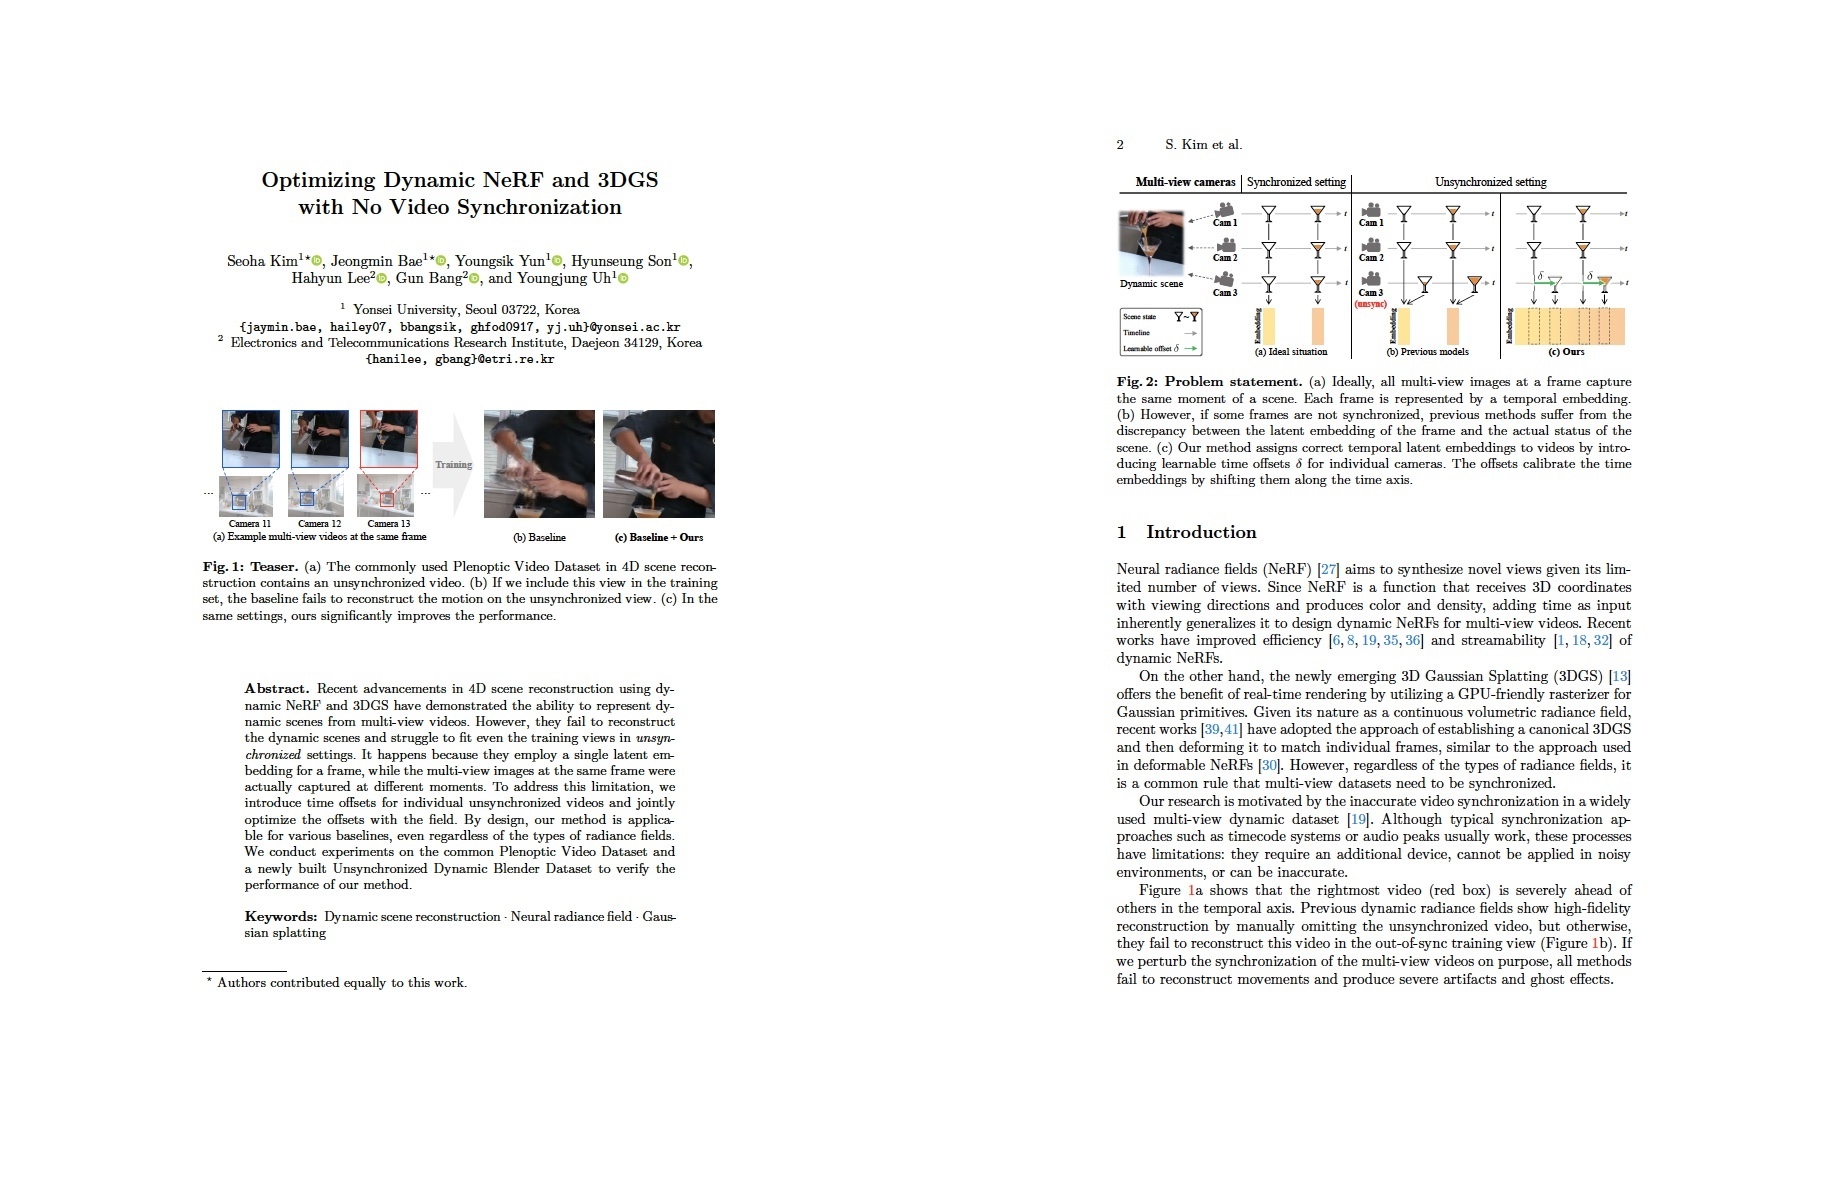 Optimizing Dynamic NeRF and 3DGS
with No Video Synchronization
Seoha Kim¹*, Jeongmin Bae¹*, Youngsik Yun¹, Hyunseung Son¹,
Hahyun Lee², Gun Bang², and Youngjung Uh¹
¹ Yonsei University, Seoul 03722, Korea
{jaymin.bae, hailey07, bbangsik, ghfod0917, yj.uh}@yonsei.ac.kr
² Electronics and Telecommunications Research Institute, Daejeon 34129, Korea
{hanilee, gbang}@etri.re.kr
Training
... ...
Camera 11 Camera 12 Camera 13
(a) Example multi-view videos at the same frame (b) Baseline (c) Baseline + Ours
Fig. 1: Teaser. (a) The commonly used Plenoptic Video Dataset in 4D scene recon-
struction contains an unsynchronized video. (b) If we include this view in the training
set, the baseline fails to reconstruct the motion on the unsynchronized view. (c) In the
same settings, ours significantly improves the performance.
Abstract. Recent advancements in 4D scene reconstruction using dy-
namic NeRF and 3DGS have demonstrated the ability to represent dy-
namic scenes from multi-view videos. However, they fail to reconstruct
the dynamic scenes and struggle to fit even the training views in unsyn-
chronized settings. It happens because they employ a single latent em-
bedding for a frame, while the multi-view images at the same frame were
actually captured at different moments. To address this limitation, we
introduce time offsets for individual unsynchronized videos and jointly
optimize the offsets with the field. By design, our method is applica-
ble for various baselines, even regardless of the types of radiance fields.
We conduct experiments on the common Plenoptic Video Dataset and
a newly built Unsynchronized Dynamic Blender Dataset to verify the
performance of our method.
Keywords: Dynamic scene reconstruction · Neural radiance field · Gaus-
sian splatting
* Authors contributed equally to this work.
2 S. Kim et al.
Multi-view cameras Synchronized setting Unsynchronized setting
Cam 1 t Cam 1 t t
Cam 2 t Cam 2 t t
Dynamic scene Cam 3 t Cam 3 (unsync) t δ δ t
Scene state ~
Timeline
Learnable offset δ
Embedding Embedding Embedding
(a) Ideal situation (b) Previous models (c) Ours
Fig. 2: Problem statement. (a) Ideally, all multi-view images at a frame capture
the same moment of a scene. Each frame is represented by a temporal embedding.
(b) However, if some frames are not synchronized, previous methods suffer from the
discrepancy between the latent embedding of the frame and the actual status of the
scene. (c) Our method assigns correct temporal latent embeddings to videos by intro-
ducing learnable time offsets δ for individual cameras. The offsets calibrate the time
embeddings by shifting them along the time axis.
1 Introduction
Neural radiance fields (NeRF) [27] aims to synthesize novel views given its lim-
ited number of views. Since NeRF is a function that receives 3D coordinates
with viewing directions and produces color and density, adding time as input
inherently generalizes it to design dynamic NeRFs for multi-view videos. Recent
works have improved efficiency [6, 8, 19, 35, 36] and streamability [1, 18, 32] of
dynamic NeRFs.
On the other hand, the newly emerging 3D Gaussian Splatting (3DGS) [13]
offers the benefit of real-time rendering by utilizing a GPU-friendly rasterizer for
Gaussian primitives. Given its nature as a continuous volumetric radiance field,
recent works [39,41] have adopted the approach of establishing a canonical 3DGS
and then deforming it to match individual frames, similar to the approach used
in deformable NeRFs [30]. However, regardless of the types of radiance fields, it
is a common rule that multi-view datasets need to be synchronized.
Our research is motivated by the inaccurate video synchronization in a widely
used multi-view dynamic dataset [19]. Although typical synchronization ap-
proaches such as timecode systems or audio peaks usually work, these processes
have limitations: they require an additional device, cannot be applied in noisy
environments, or can be inaccurate.
Figure 1a shows that the rightmost video (red box) is severely ahead of
others in the temporal axis. Previous dynamic radiance fields show high-fidelity
reconstruction by manually omitting the unsynchronized video, but otherwise,
they fail to reconstruct this video in the out-of-sync training view (Figure 1b). If
we perturb the synchronization of the multi-view videos on purpose, all methods
fail to reconstruct movements and produce severe artifacts and ghost effects.